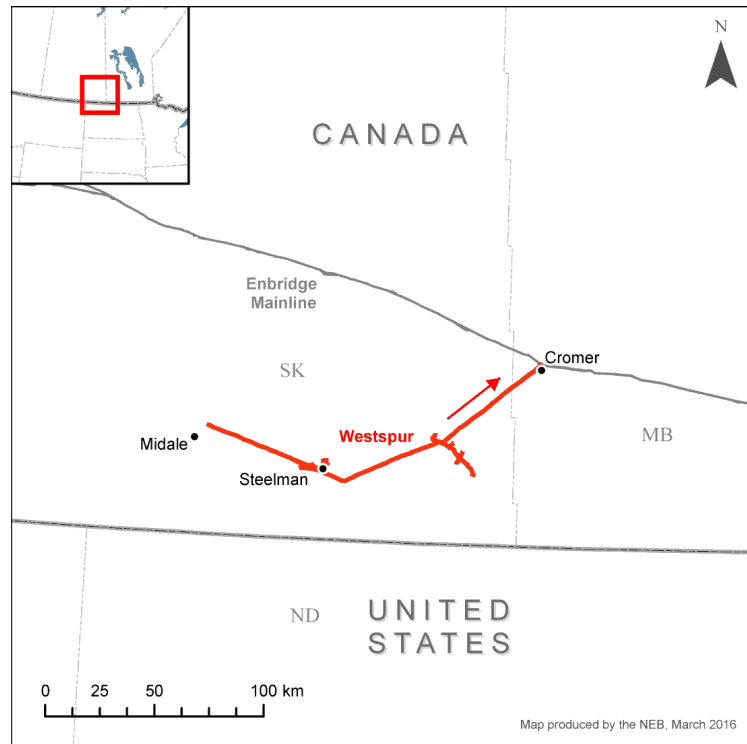 N
CANADA
Enbridge
Mainline
Cromer
SK
Westspur
MB
Midale
Steelman
ND
UNITED
STATES
0 25 50 100 km
Map produced by the NEB, March 2016